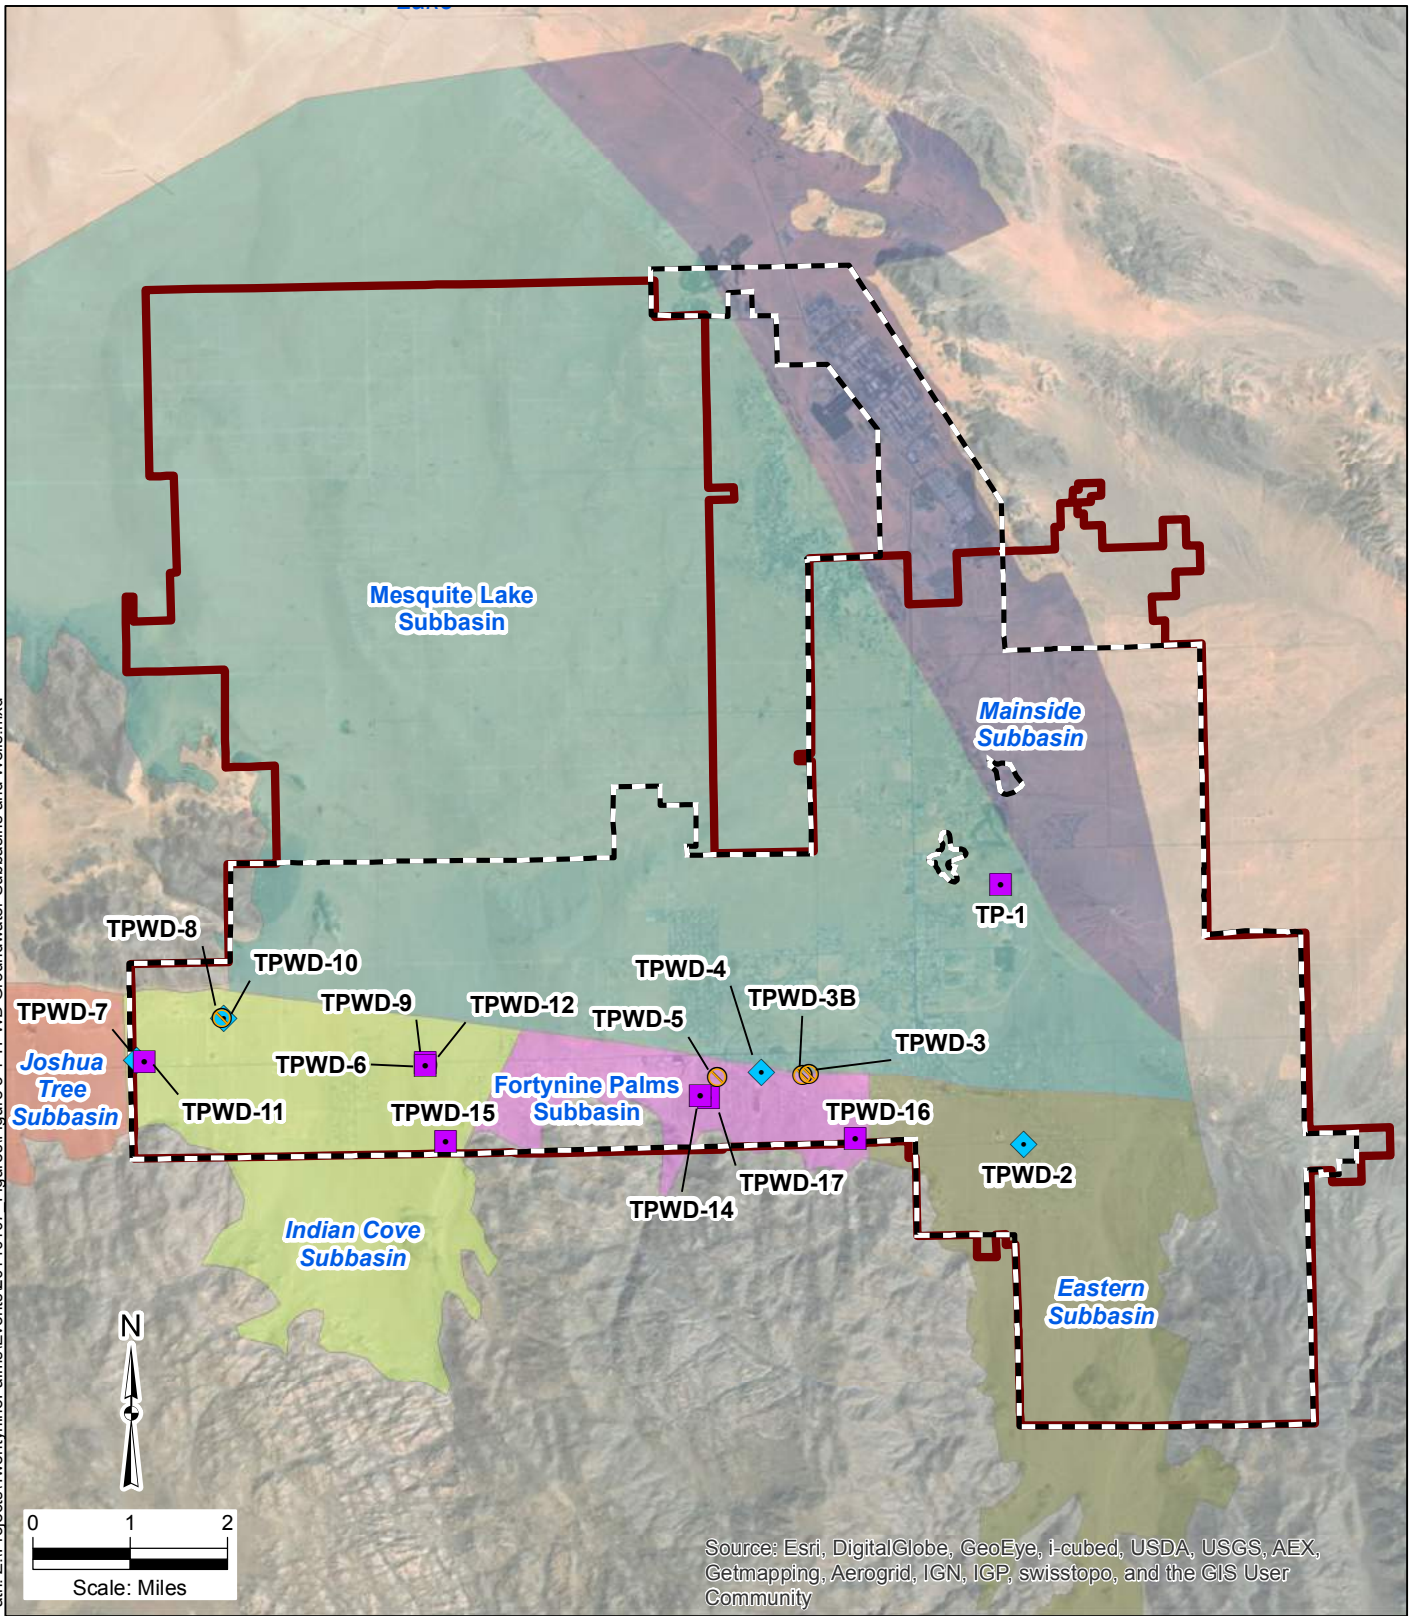 Mesquite Lake
Subbasin
Mainside
Subbasin
TP-1
TPWD-8
TPWD-10
TPWD-4
TPWD-9
TPWD-12
TPWD-3B
TPWD-7
TPWD-5
TPWD-3
Joshua
Tree
Subbasin
TPWD-6
Fortynine Palms
Subbasin
TPWD-11
TPWD-15
TPWD-16
TPWD-2
TPWD-17
TPWD-14
Indian Cove
Subbasin
Eastern
Subbasin
N
0 1 2
Scale: Miles
Source: Esri, DigitalGlobe, GeoEye, i-cubed, USDA, USGS, AEX,
Getmapping, Aerogrid, IGN, IGP, swisstopo, and the GIS User
Community